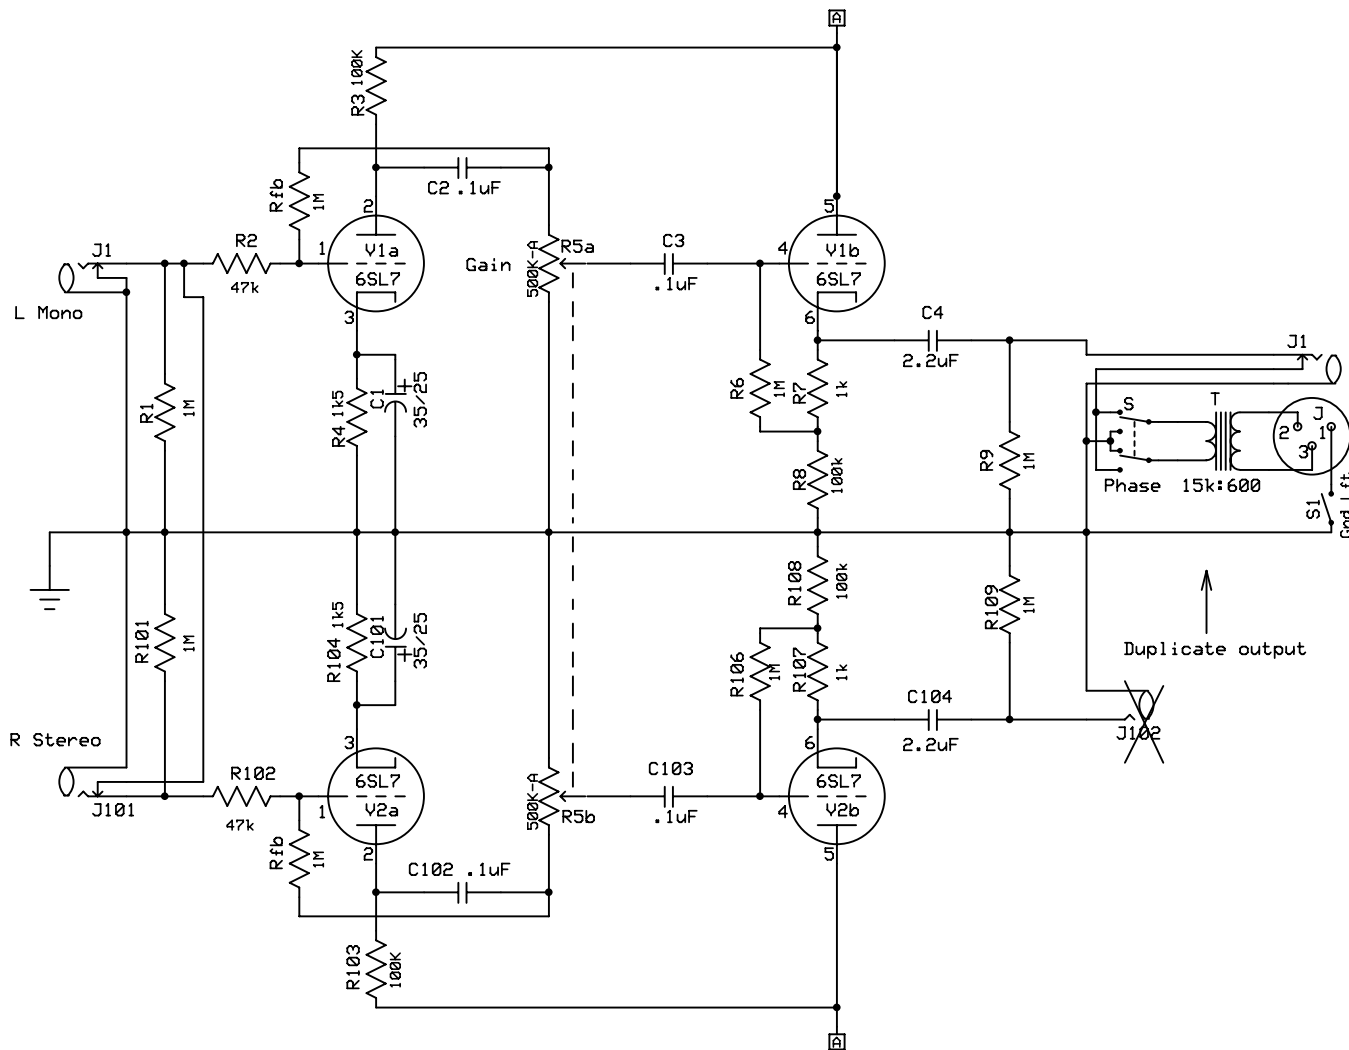 A
R3 100K
C2 .1uF
Rfb
1M
2
J1
R2
1
V1a
6SL7
47k
3
L Mono
Gain
500K-A
R5a
C3
.1uF
5
4
V1b
6SL7
6
C4
2.2uF
J1
R1
1M
R4 1k5
C1
+
35/25
R6
1M
R7
1k
R8
100k
R9
1M
S
T
J
2
1
3
Phase
15k:600
S1
Gnd Lft
R101
1M
R104 1k5
C101
+
35/25
R108
100k
R106
1M
R107
1k
R109
1M
Duplicate output
C104
2.2uF
J102
R Stereo
3
R102
6SL7
J101
1
V2a
47k
2
Rfb
1M
C102 .1uF
500K-A
R5b
C103
.1uF
6
6SL7
4
V2b
5
R103
100K
A